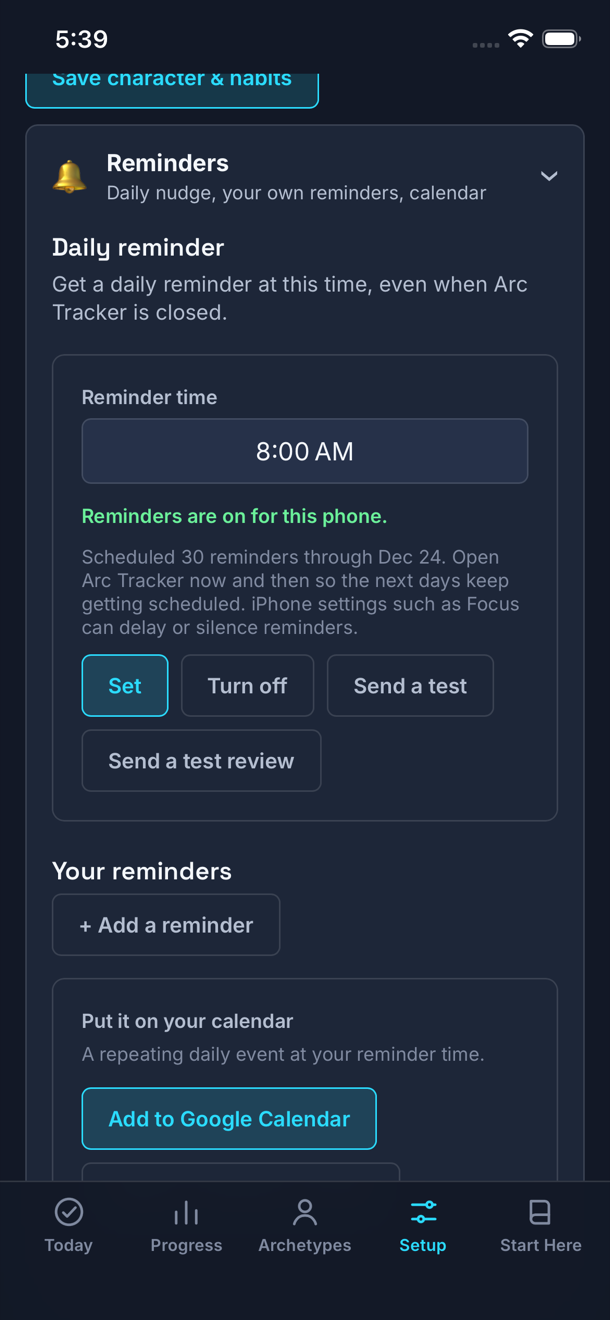 5:39
Save character & habits
Reminders
Daily nudge, your own reminders, calendar
Daily reminder
Get a daily reminder at this time, even when Arc
Tracker is closed.
Reminder time
8:00 AM
Reminders are on for this phone.
Scheduled 30 reminders through Dec 24. Open
Arc Tracker now and then so the next days keep
getting scheduled. iPhone settings such as Focus
can delay or silence reminders.
Set
Turn off
Send a test
Send a test review
Your reminders
+ Add a reminder
Put it on your calendar
A repeating daily event at your reminder time.
Add to Google Calendar
Today
Progress
Archetypes
Setup
Start Here